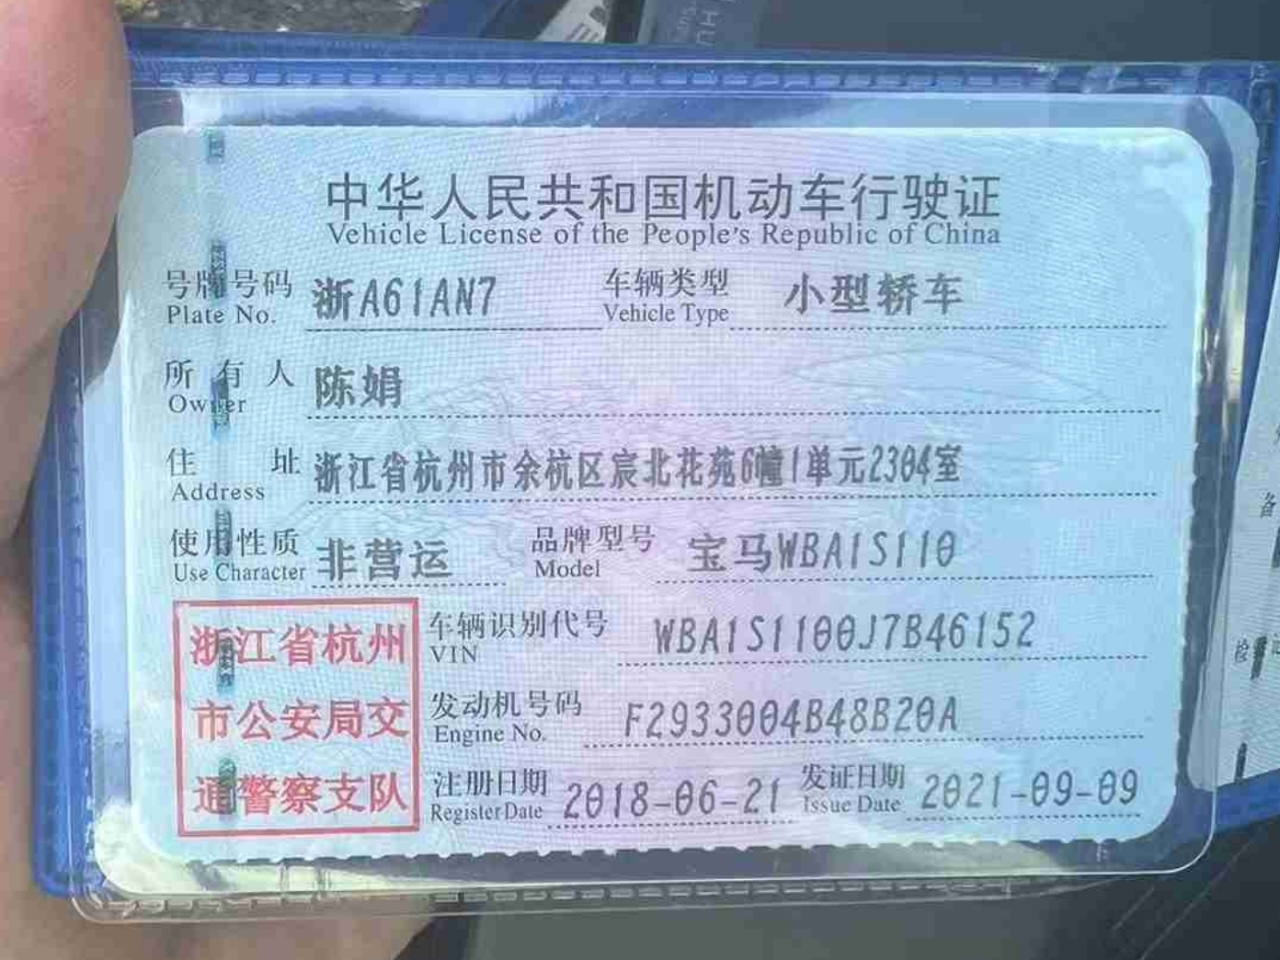 中华人民共和国机动车行驶证
Vehicle License of the People's Republic of China
号牌号码 浙A61AN7 车辆类型 小型轿车
Plate No. Vehicle Type
所有人 陈娟
Owner
住址 浙江省杭州市余杭区宸北花苑6幢1单元2304室
Address
使用性质 非营运 品牌型号 宝马WBA1S110
Use Character Model
浙江省杭州
市公安局交
通警察支队
车辆识别代号 WBA1S1100J7B46152
VIN
发动机号码 F2933004B48B20A
Engine No.
注册日期 2018-06-21 发证日期 2021-09-09
Register Date Issue Date
备
检